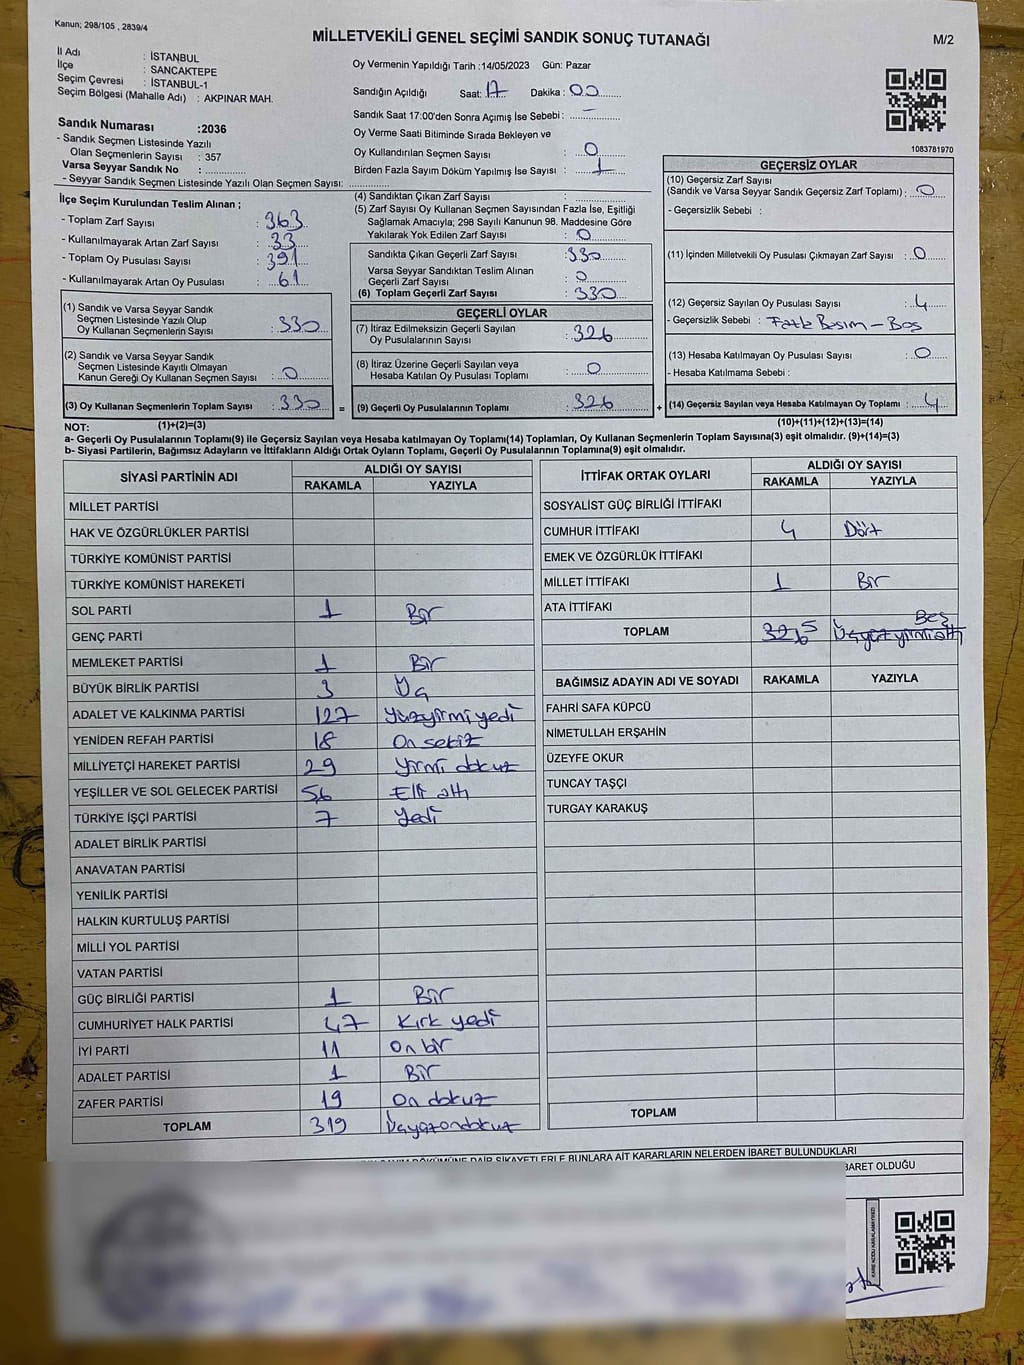 Kanun; 298/105 , 2839/4
MİLLETVEKİLİ GENEL SEÇİMİ SANDIK SONUÇ TUTANAĞI
M/2
İl Adı : İSTANBUL
İlçe : SANCAKTEPE
Seçim Çevresi : İSTANBUL-1
Seçim Bölgesi (Mahalle Adı) : AKPINAR MAH.
Sandık Numarası :2036
- Sandık Seçmen Listesinde Yazılı
Olan Seçmenlerin Sayısı : 357
Varsa Seyyar Sandık No :
- Seyyar Sandık Seçmen Listesinde Yazılı Olan Seçmen Sayısı:
Oy Vermenin Yapıldığı Tarih :14/05/2023 Gün: Pazar
Sandığın Açıldığı Saat: 17 Dakika : 00
Sandık Saat 17:00'den Sonra Açımış İse Sebebi : –
Oy Verme Saati Bitiminde Sırada Bekleyen ve
Oy Kullandırılan Seçmen Sayısı : 0
Birden Fazla Sayım Döküm Yapılmış İse Sayısı : 1
1083781970
İlçe Seçim Kurulundan Teslim Alınan ;
- Toplam Zarf Sayısı : 363
- Kullanılmayarak Artan Zarf Sayısı : 33
- Toplam Oy Pusulası Sayısı : 391
- Kullanılmayarak Artan Oy Pusulası : 61
(1) Sandık ve Varsa Seyyar Sandık
Seçmen Listesinde Yazılı Olup
Oy Kullanan Seçmenlerin Sayısı : 330
(2) Sandık ve Varsa Seyyar Sandık
Seçmen Listesinde Kayıtlı Olmayan
Kanun Gereği Oy Kullanan Seçmen Sayısı : 0
(3) Oy Kullanan Seçmenlerin Toplam Sayısı : 330 =
(1)+(2)=(3)
(4) Sandıktan Çıkan Zarf Sayısı :
(5) Zarf Sayısı Oy Kullanan Seçmen Sayısından Fazla İse, Eşitliği
Sağlamak Amacıyla; 298 Sayılı Kanunun 98. Maddesine Göre
Yakılarak Yok Edilen Zarf Sayısı : 0
Sandıkta Çıkan Geçerli Zarf Sayısı : 330
Varsa Seyyar Sandıktan Teslim Alınan
Geçerli Zarf Sayısı : 0
(6) Toplam Geçerli Zarf Sayısı : 330
GEÇERLİ OYLAR
(7) İtiraz Edilmeksizin Geçerli Sayılan
Oy Pusulalarının Sayısı : 326
(8) İtiraz Üzerine Geçerli Sayılan veya
Hesaba Katılan Oy Pusulası Toplamı : 0
(9) Geçerli Oy Pusulalarının Toplamı : 326 +
GEÇERSİZ OYLAR
(10) Geçersiz Zarf Sayısı
(Sandık ve Varsa Seyyar Sandık Geçersiz Zarf Toplamı) : 0
- Geçersizlik Sebebi :
(11) İçinden Milletvekili Oy Pusulası Çıkmayan Zarf Sayısı : 0
(12) Geçersiz Sayılan Oy Pusulası Sayısı : 4
- Geçersizlik Sebebi : Fazla Basım – Boş
(13) Hesaba Katılmayan Oy Pusulası Sayısı : 0
- Hesaba Katılmama Sebebi :
(14) Geçersiz Sayılan veya Hesaba Katılmayan Oy Toplamı : 4
(10)+(11)+(12)+(13)=(14)
NOT:
a- Geçerli Oy Pusulalarının Toplamı(9) ile Geçersiz Sayılan veya Hesaba katılmayan Oy Toplamı(14) Toplamları, Oy Kullanan Seçmenlerin Toplam Sayısına(3) eşit olmalıdır. (9)+(14)=(3)
b- Siyasi Partilerin, Bağımsız Adayların ve İttifakların Aldığı Ortak Oyların Toplamı, Geçerli Oy Pusulalarının Toplamına(9) eşit olmalıdır.
SİYASİ PARTİNİN ADI ALDIĞI OY SAYISI
RAKAMLA YAZIYLA
MİLLET PARTİSİ
HAK VE ÖZGÜRLÜKLER PARTİSİ
TÜRKİYE KOMÜNİST PARTİSİ
TÜRKİYE KOMÜNİST HAREKETİ
SOL PARTİ 1 Bir
GENÇ PARTİ
MEMLEKET PARTİSİ 1 Bir
BÜYÜK BİRLİK PARTİSİ 3 Üç
ADALET VE KALKINMA PARTİSİ 127 Yüzyirmiyedi
YENİDEN REFAH PARTİSİ 18 On sekiz
MİLLİYETÇİ HAREKET PARTİSİ 29 Yirmi dokuz
YEŞİLLER VE SOL GELECEK PARTİSİ 56 Elli altı
TÜRKİYE İŞÇİ PARTİSİ 7 Yedi
ADALET BİRLİK PARTİSİ
ANAVATAN PARTİSİ
YENİLİK PARTİSİ
HALKIN KURTULUŞ PARTİSİ
MİLLİ YOL PARTİSİ
VATAN PARTİSİ
GÜÇ BİRLİĞİ PARTİSİ 1 Bir
CUMHURİYET HALK PARTİSİ 47 Kırk yedi
İYİ PARTİ 11 On bir
ADALET PARTİSİ 1 Bir
ZAFER PARTİSİ 19 On dokuz
TOPLAM 319 Üçyüzondokuz
İTTİFAK ORTAK OYLARI ALDIĞI OY SAYISI
RAKAMLA YAZIYLA
SOSYALİST GÜÇ BİRLİĞİ İTTİFAKI
CUMHUR İTTİFAKI 4 Dört
EMEK VE ÖZGÜRLÜK İTTİFAKI
MİLLET İTTİFAKI 1 Bir
ATA İTTİFAKI
Beş
TOPLAM 326 5 Üçyüzyirmialtı
BAĞIMSIZ ADAYIN ADI VE SOYADI RAKAMLA YAZIYLA
FAHRİ SAFA KÜPCÜ
NİMETULLAH ERŞAHİN
ÜZEYFE OKUR
TUNCAY TAŞÇI
TURGAY KARAKUŞ
TOPLAM
DAİR ŞİKAYETLERLE BUNLARA AİT KARARLARIN NELERDEN İBARET BULUNDUKLARI
BARET OLDUĞU